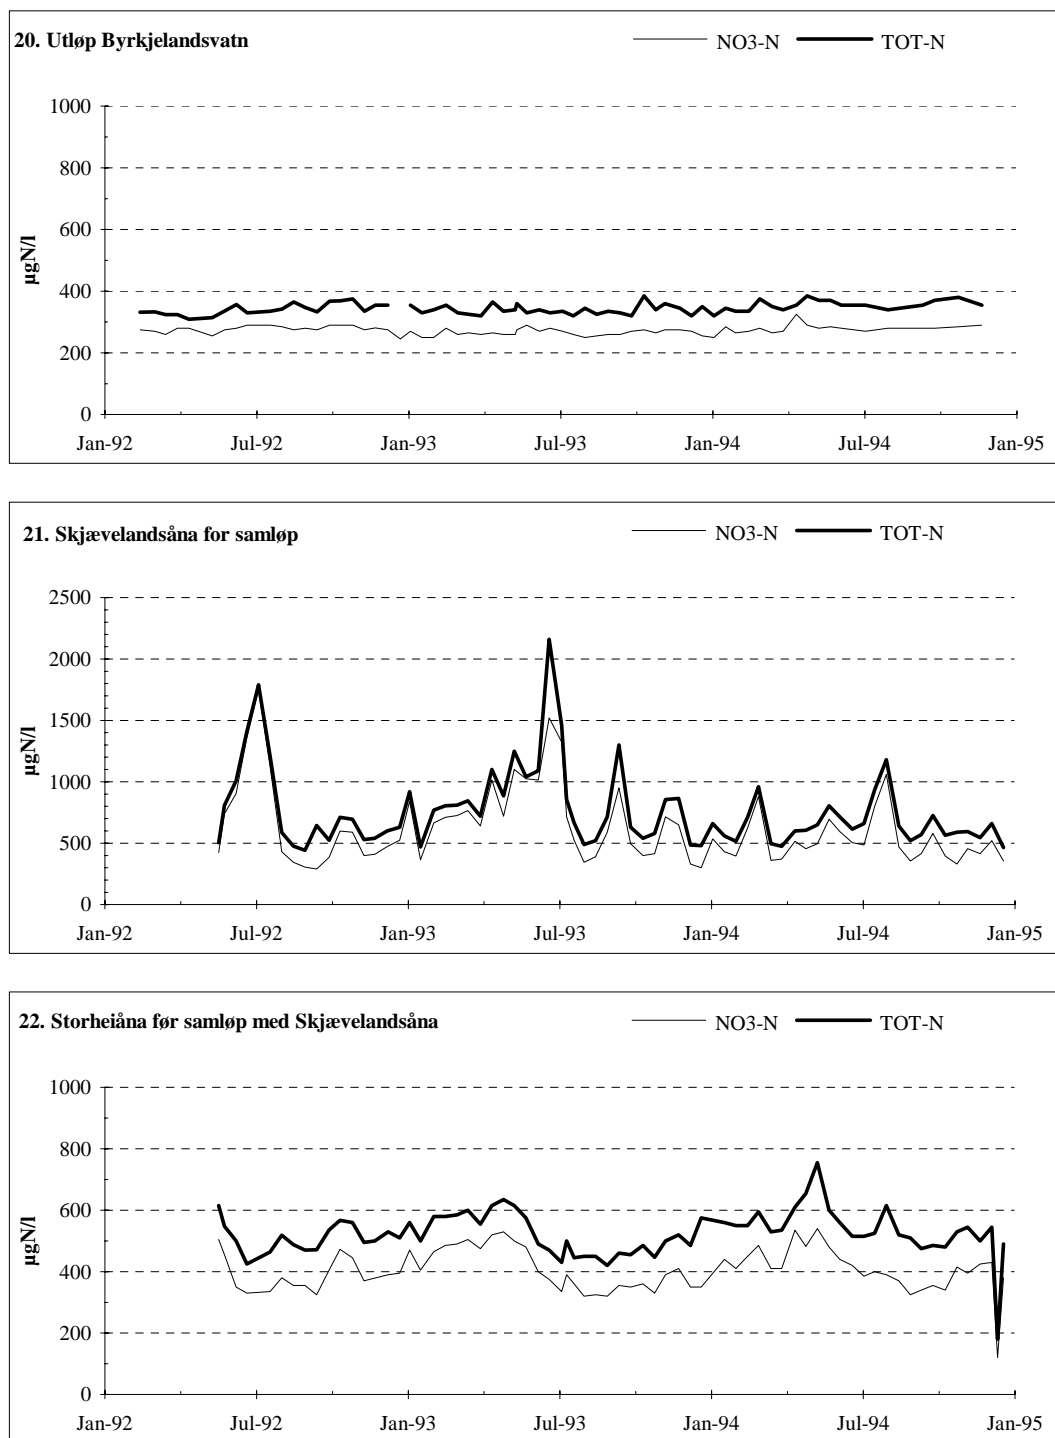 20. Utløp Byrkjelandsvatn
NO3-N TOT-N
1000
800
600
400
200
0
µgN/l
Jan-92 Jul-92 Jan-93 Jul-93 Jan-94 Jul-94 Jan-95
21. Skjævelandsåna for samløp
NO3-N TOT-N
2500
2000
1500
1000
500
0
µgN/l
Jan-92 Jul-92 Jan-93 Jul-93 Jan-94 Jul-94 Jan-95
22. Storheiåna før samløp med Skjævelandsåna
NO3-N TOT-N
1000
800
600
400
200
0
µgN/l
Jan-92 Jul-92 Jan-93 Jul-93 Jan-94 Jul-94 Jan-95